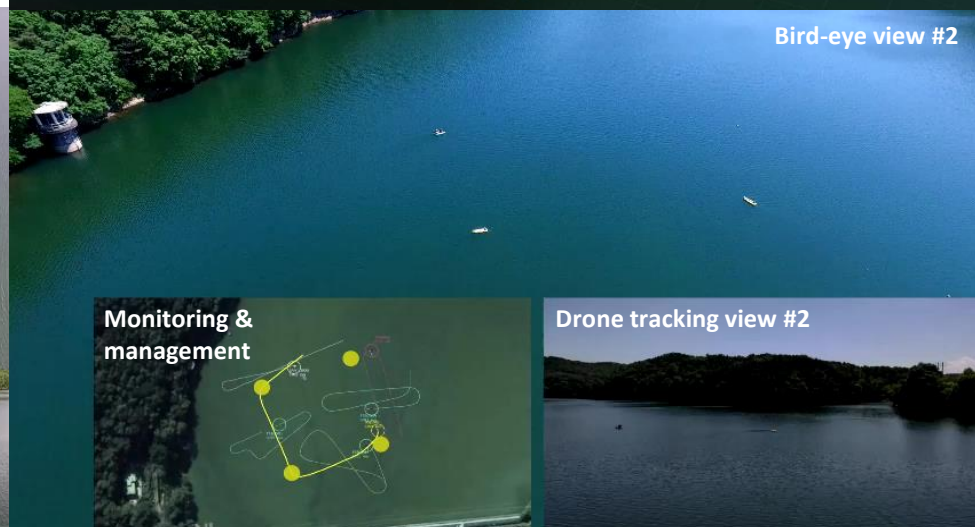 Bird-eye view #2
Monitoring &
management
Drone tracking view #2